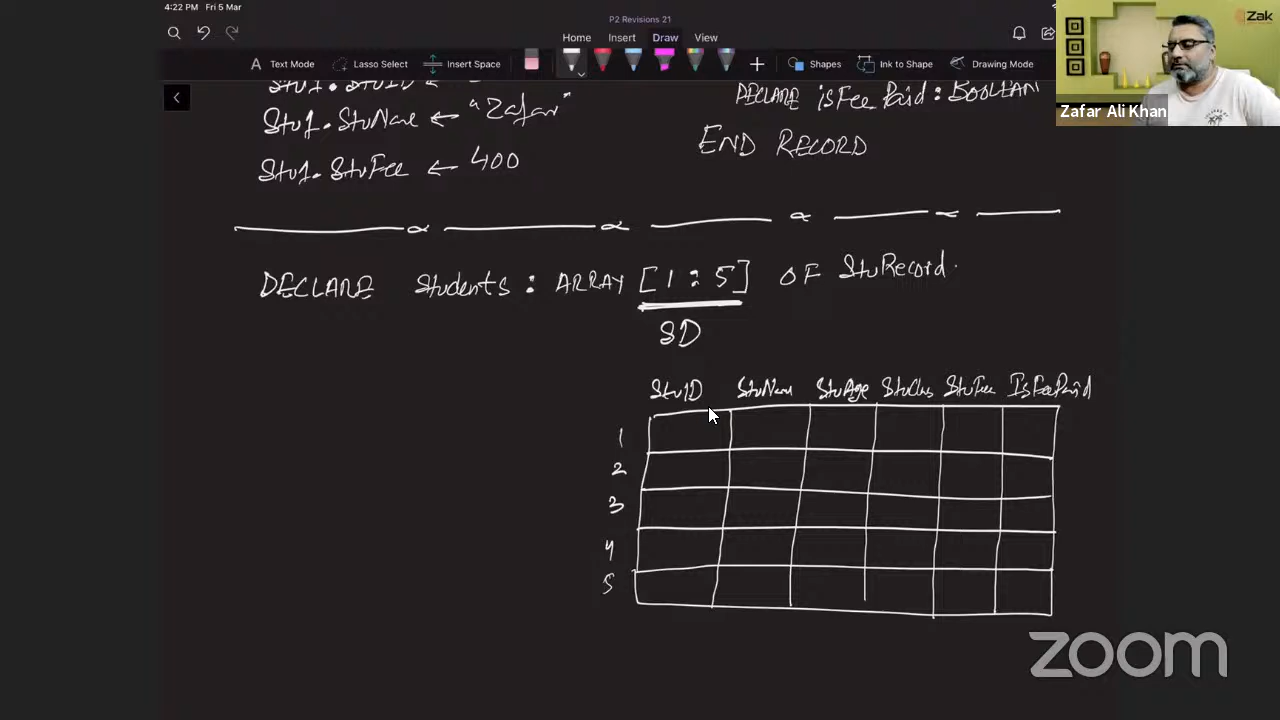 4:22 PM Fri 5 Mar
P2 Revisions 21
Home Insert Draw View
Text Mode Lasso Select Insert Space Shapes Ink to Shape Drawing Mode
Zak
Zafar Ali Khan
Stu1.StuID ←
DECLARE isFeePaid : BOOLEAN
Stu1.StuName ← "Zafar"
END RECORD
Stu1.StuFee ← 400
DECLARE Students : ARRAY [1 : 5] OF StuRecord.
SD
StuID StuName StuAge StuClass StuFee IsFeePaid
1
2
3
4
5
zoom